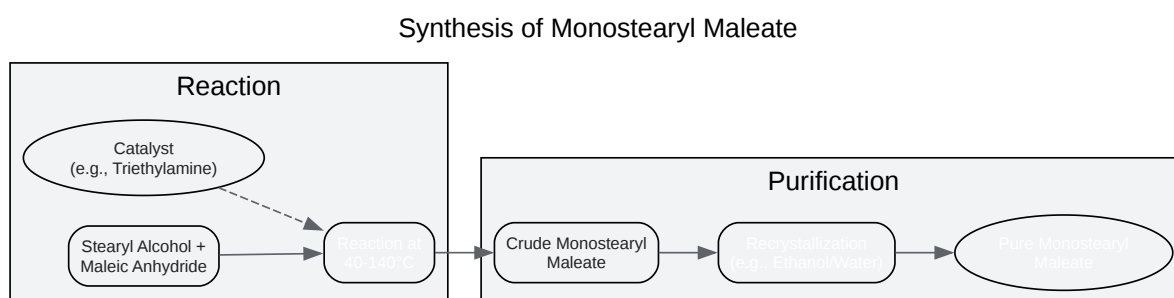 Synthesis of Monostearyl Maleate
Reaction
Catalyst
(e.g., Triethylamine)
Stearyl Alcohol +
Maleic Anhydride
Reaction at
40-140°C
Purification
Crude Monostearyl
Maleate
Recrystallization
(e.g., Ethanol/Water)
Pure Monostearyl
Maleate